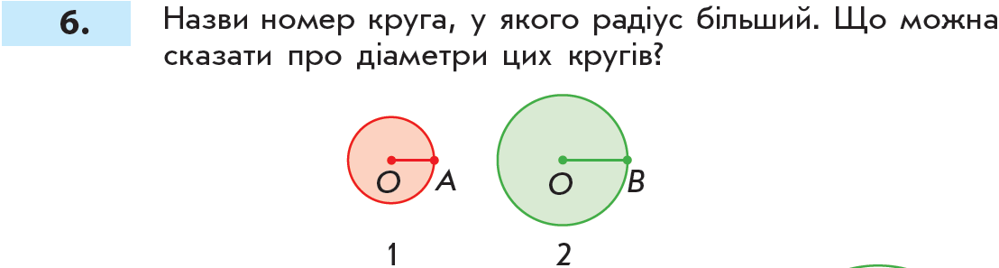 6. Назви номер круга, у якого радіус більший. Що можна
сказати про діаметри цих кругів?
O A O B
1 2